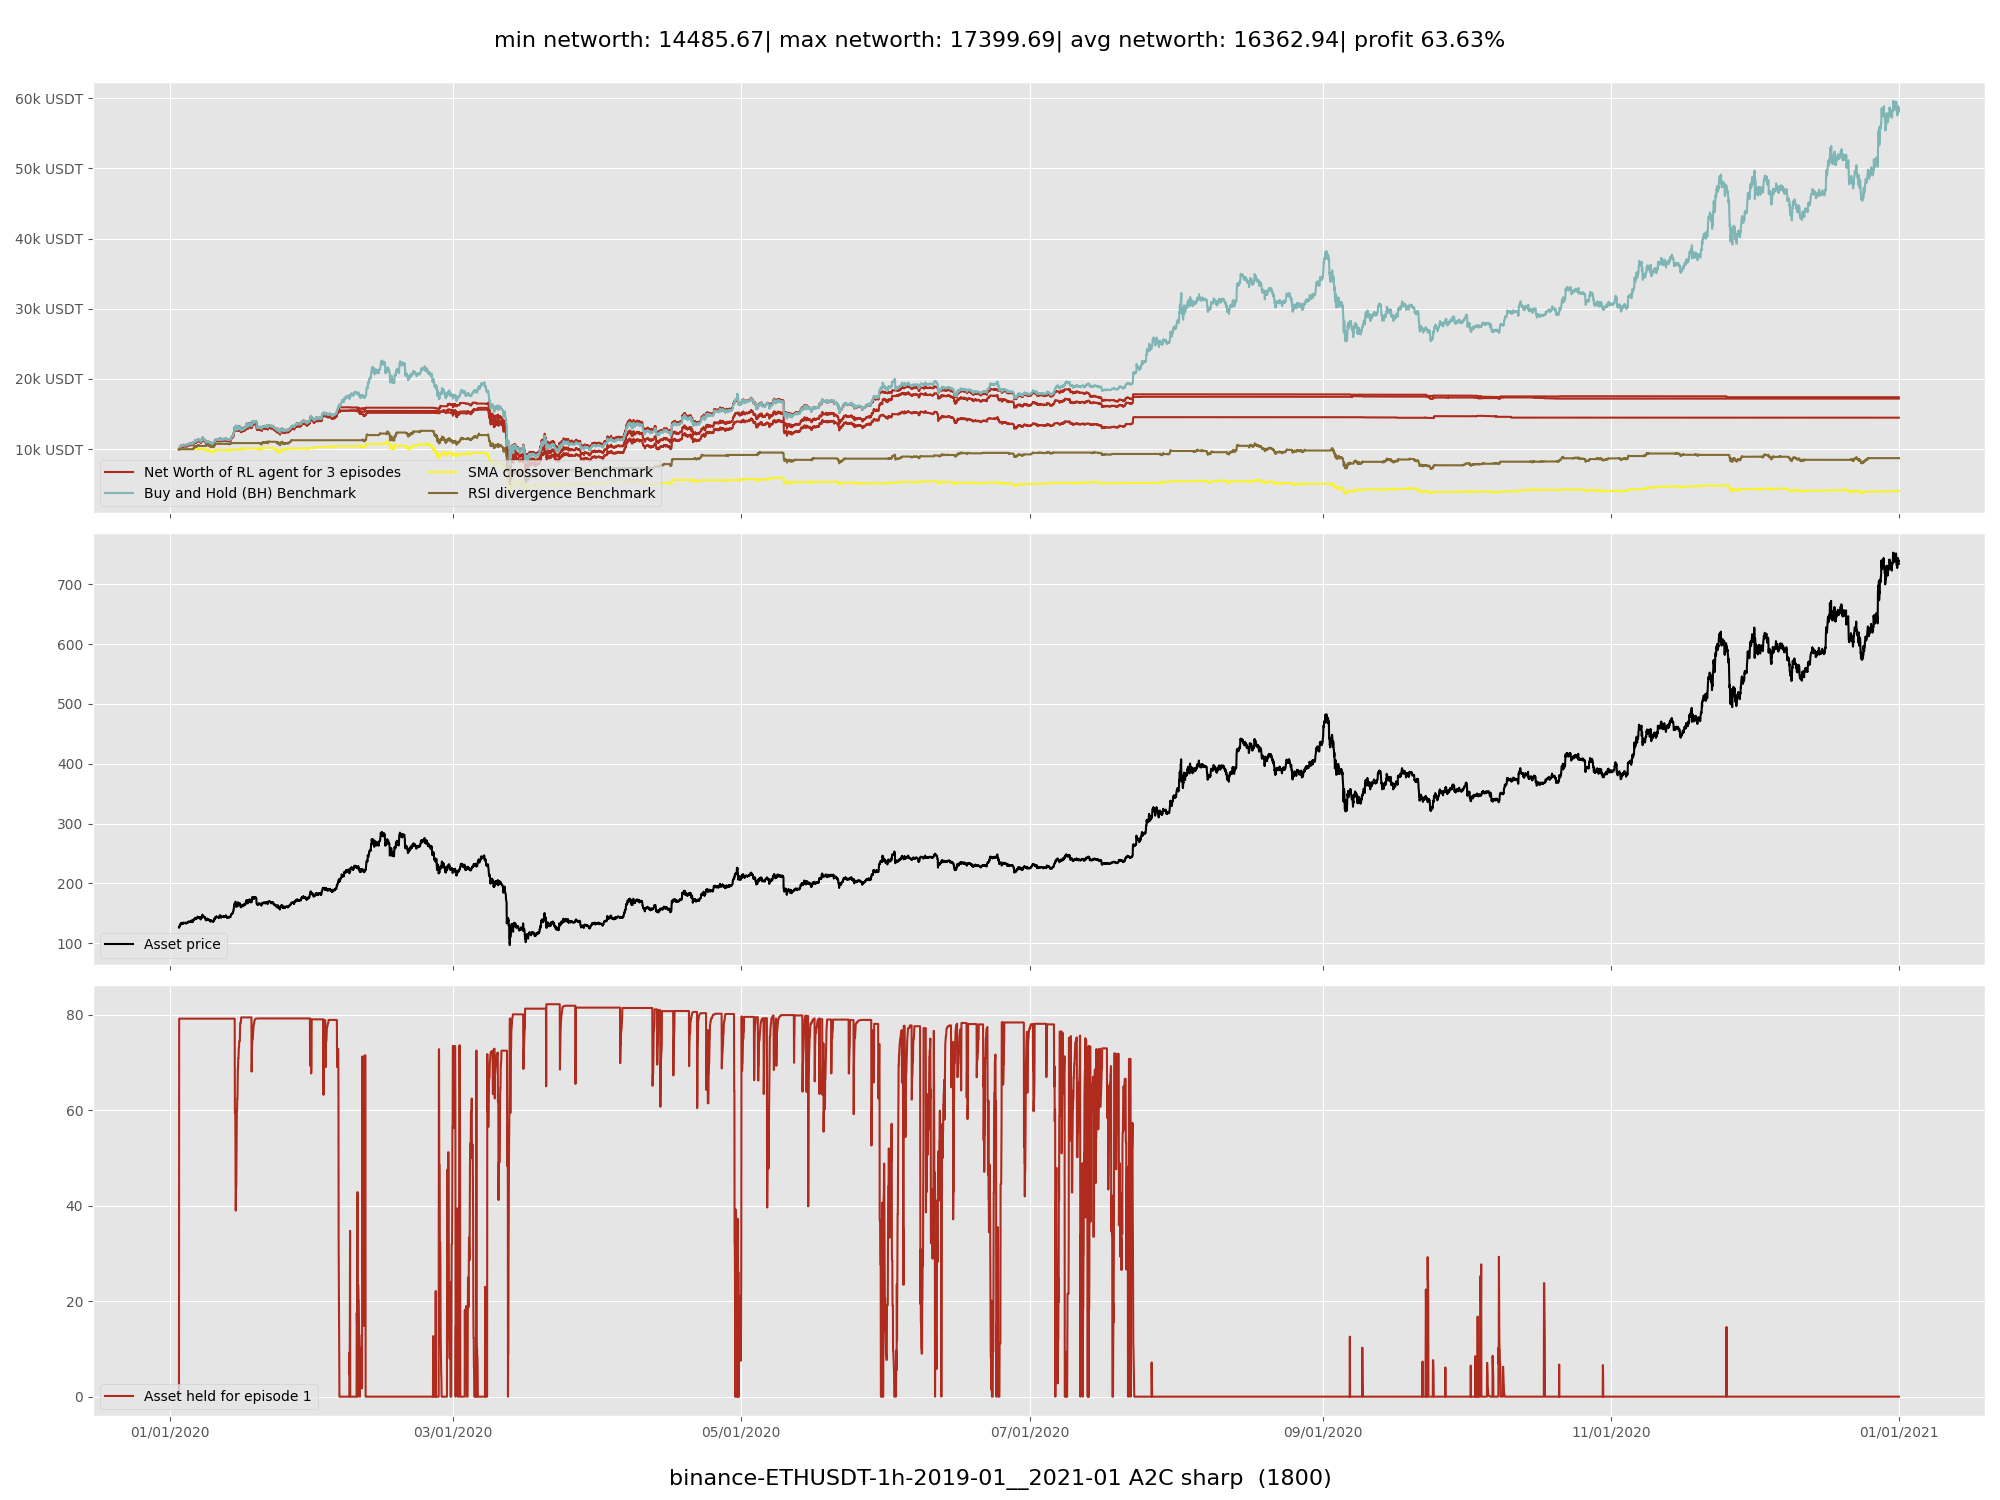 min networth: 14485.67| max networth: 17399.69| avg networth: 16362.94| profit 63.63%
60k USDT
50k USDT
40k USDT
30k USDT
20k USDT
10k USDT
Net Worth of RL agent for 3 episodes
Buy and Hold (BH) Benchmark
SMA crossover Benchmark
RSI divergence Benchmark
700
600
500
400
300
200
100
Asset price
80
60
40
20
0
Asset held for episode 1
01/01/2020
03/01/2020
05/01/2020
07/01/2020
09/01/2020
11/01/2020
01/01/2021
binance-ETHUSDT-1h-2019-01__2021-01 A2C sharp  (1800)